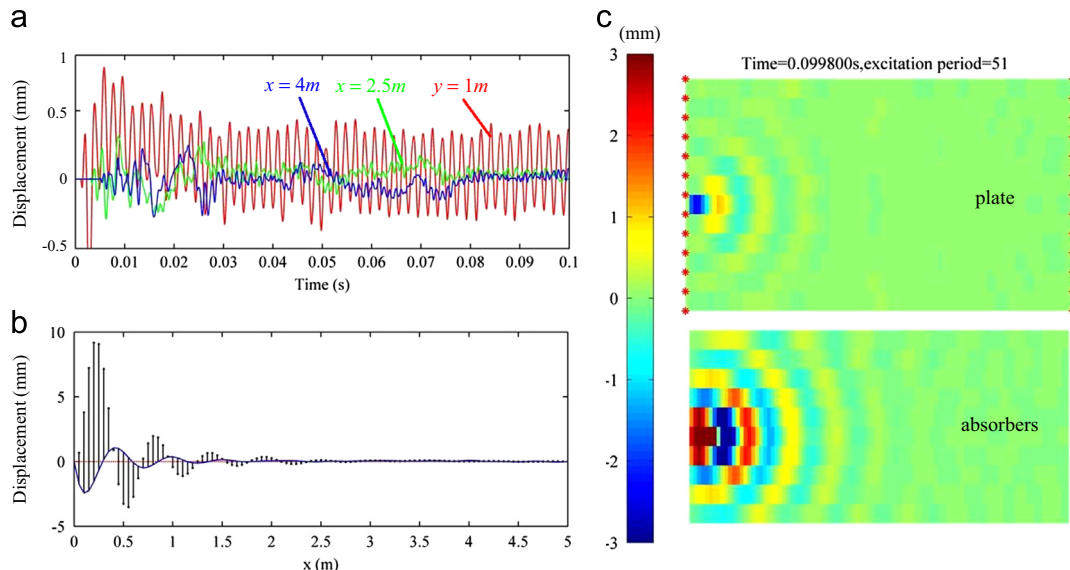 a
Displacement (mm)
1
0.5
0
-0.5
x = 4m
x = 2.5m
y = 1m
0
0.01
0.02
0.03
0.04
0.05
0.06
0.07
0.08
0.09
0.1
Time (s)
b
Displacement (mm)
10
5
0
-5
0
0.5
1
1.5
2
2.5
3
3.5
4
4.5
5
x (m)
c
(mm)
3
2
1
0
-1
-2
-3
Time=0.099800s,excitation period=51
plate
absorbers